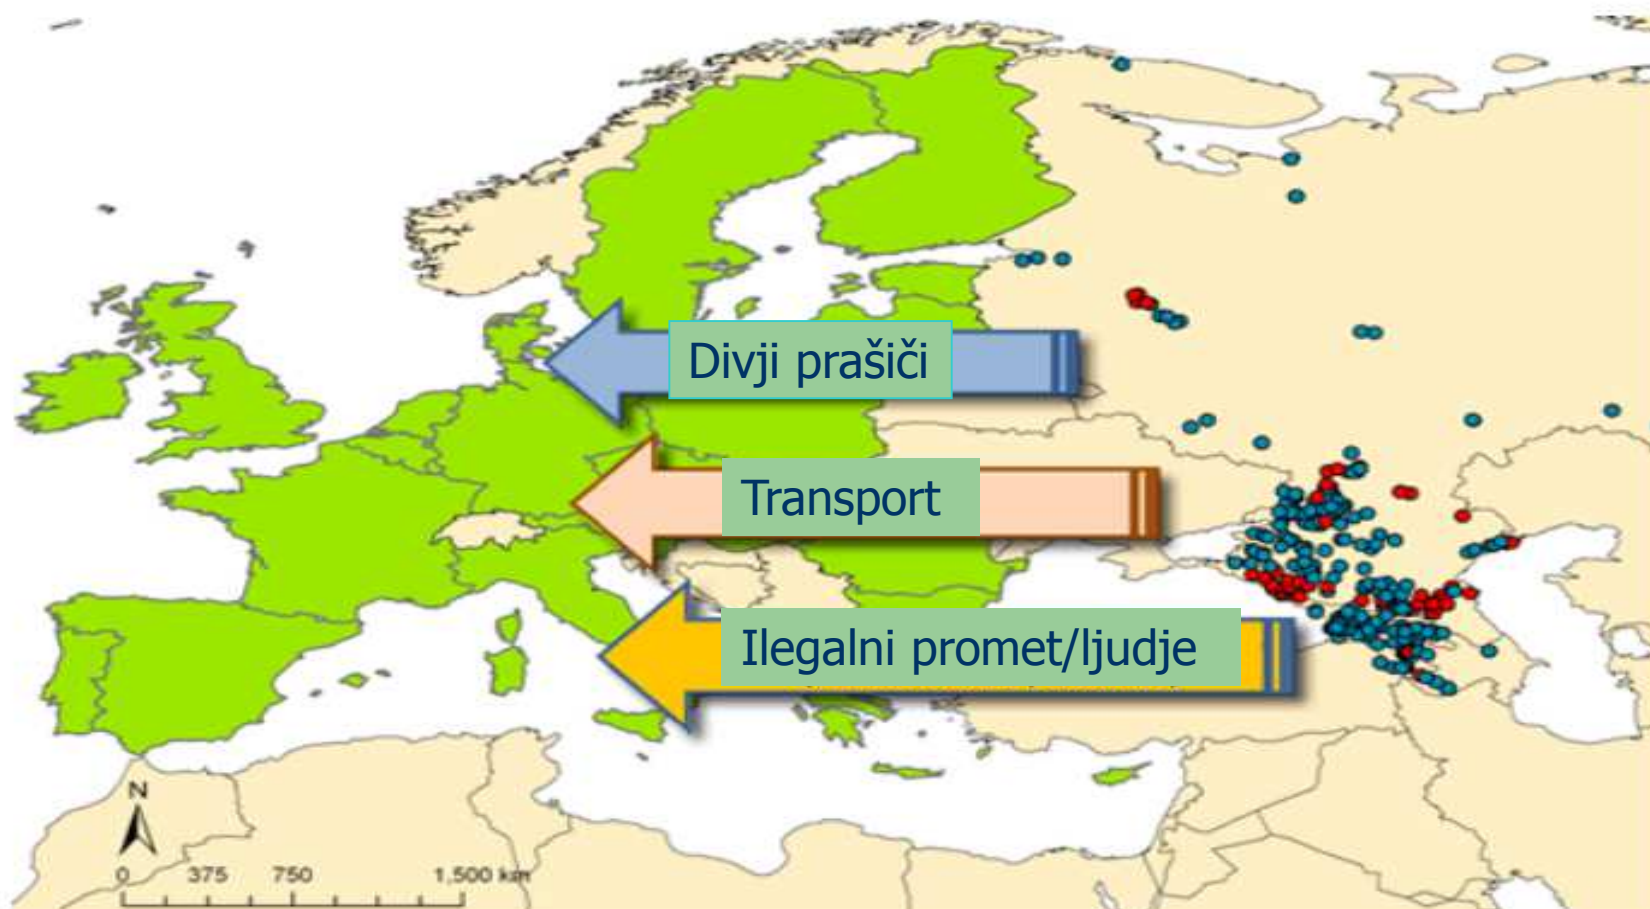 Divji prašiči
Transport
Ilegalni promet/ljudje
N
0 375 750 1,500 km